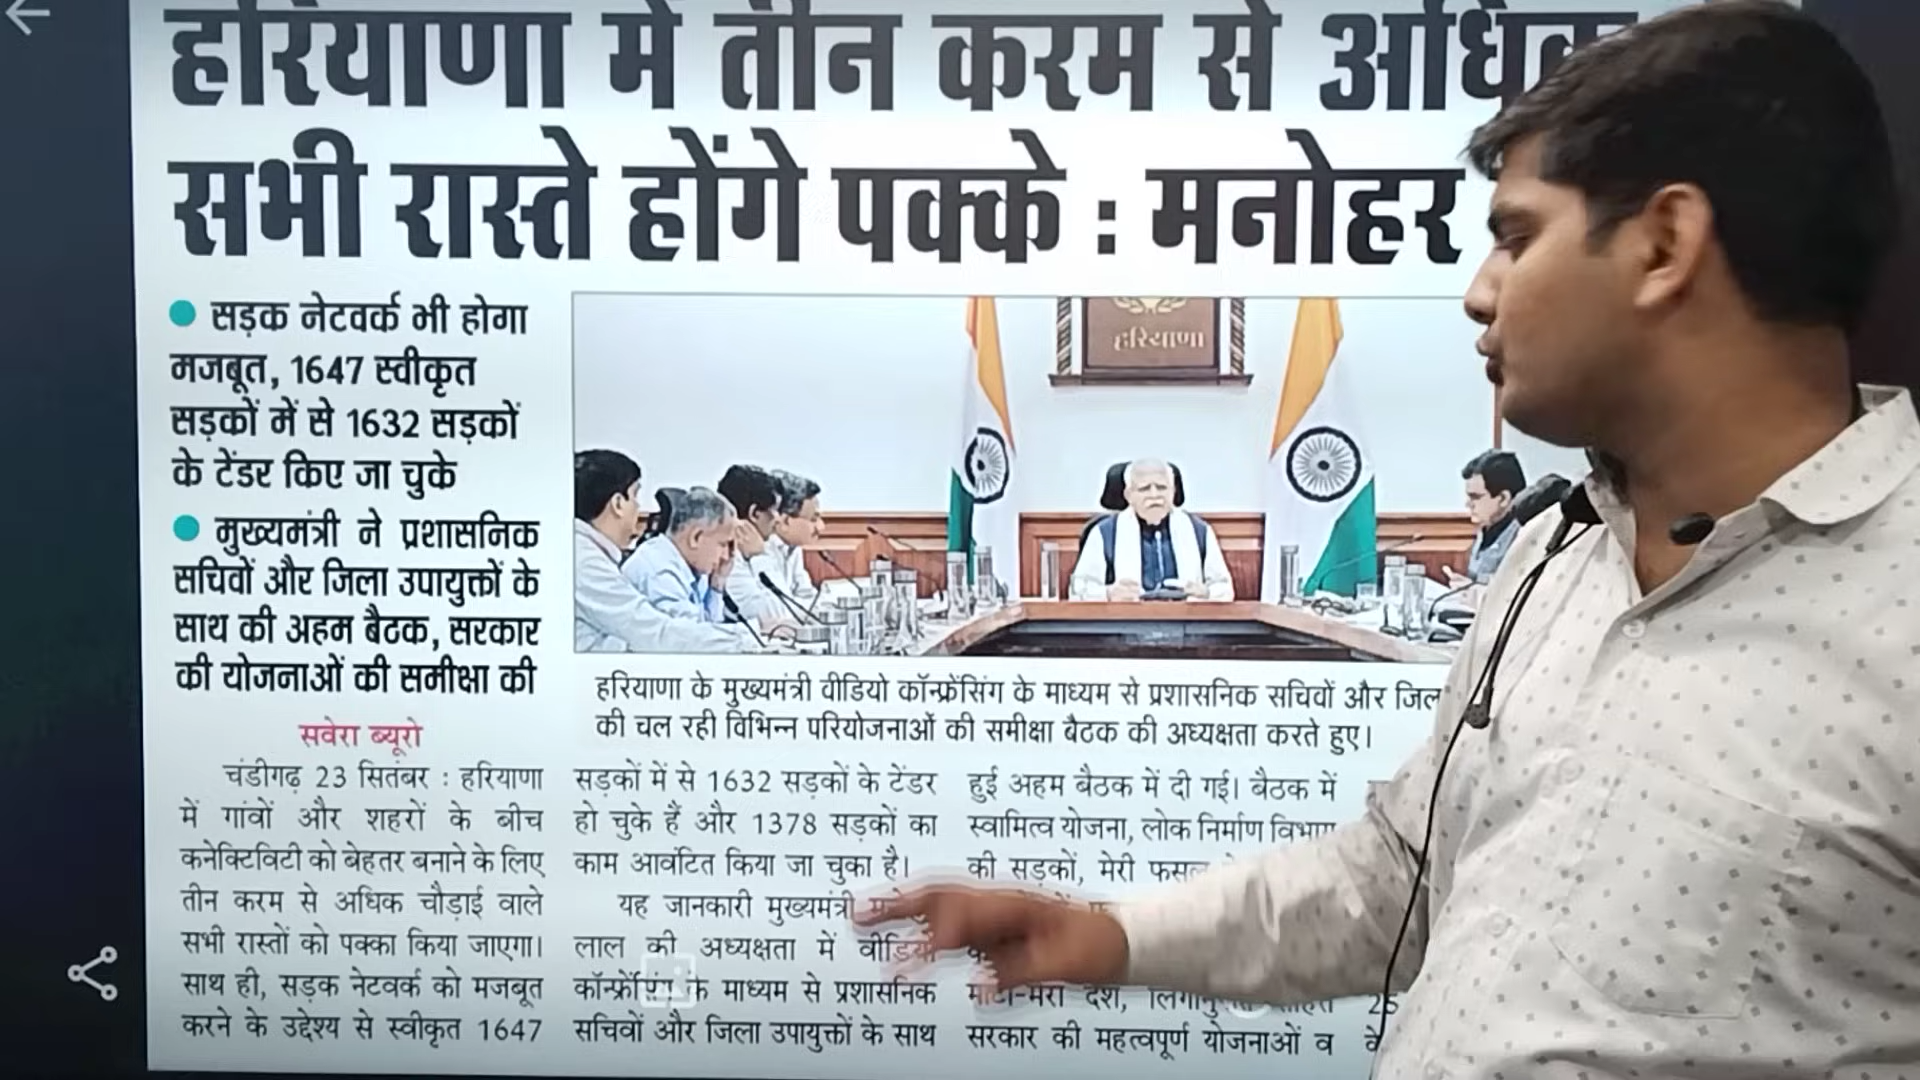 हरियाणा में तीन करम से अधिक
सभी रास्ते होंगे पक्के : मनोहर
● सड़क नेटवर्क भी होगा
मजबूत, 1647 स्वीकृत
सड़कों में से 1632 सड़कों
के टेंडर किए जा चुके
● मुख्यमंत्री ने प्रशासनिक
सचिवों और जिला उपायुक्तों के
साथ की अहम बैठक, सरकार
की योजनाओं की समीक्षा की
हरियाणा
हरियाणा के मुख्यमंत्री वीडियो कॉन्फ्रेंसिंग के माध्यम से प्रशासनिक सचिवों और
की चल रही विभिन्न परियोजनाओं की समीक्षा बैठक की अध्यक्षता करते हुए।
सवेरा ब्यूरो
चंडीगढ़ 23 सितंबर : हरियाणा
में गांवों और शहरों के बीच
कनेक्टिविटी को बेहतर बनाने के लिए
तीन करम से अधिक चौड़ाई वाले
सभी रास्तों को पक्का किया जाएगा।
साथ ही, सड़क नेटवर्क को मजबूत
करने के उद्देश्य से स्वीकृत 1647
सड़कों में से 1632 सड़कों के टेंडर
हो चुके हैं और 1378 सड़कों का
काम आवंटित किया जा चुका है।
यह जानकारी मुख्यमंत्री
लाल की अध्यक्षता में वीडियो
कॉन्फ्रेंसिंग के माध्यम से प्रशासनिक
सचिवों और जिला उपायुक्तों के साथ
हुई अहम बैठक में दी गई। बैठक में
स्वामित्व योजना, लोक निर्माण विभाग
की सड़कों, मेरी फसल
माटी-मेरा देश,
सरकार की महत्वपूर्ण योजनाओं व